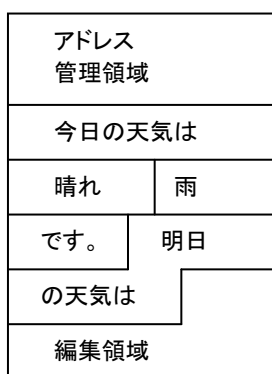 アドレス
管理領域
今日の天気は
晴れ 雨
です。 明日
の天気は
編集領域